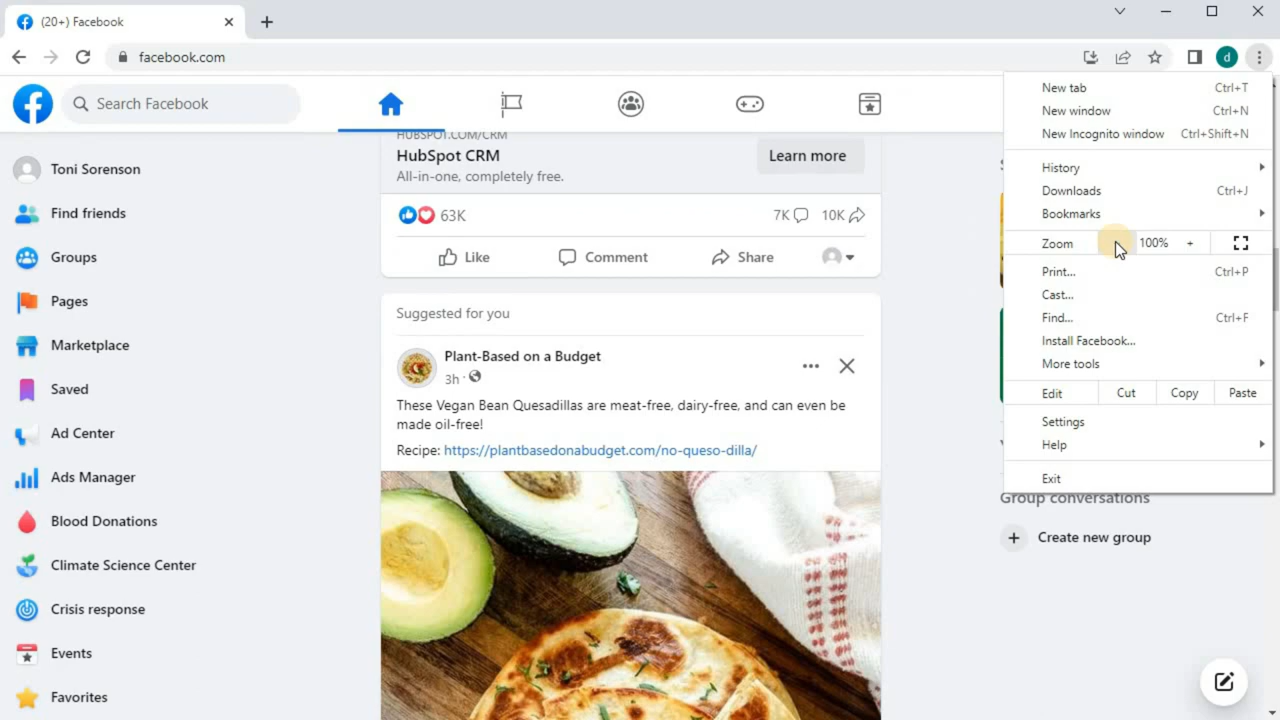 (20+) Facebook
facebook.com
Search Facebook
Toni Sorenson
Find friends
Groups
Pages
Marketplace
Saved
Ad Center
Ads Manager
Blood Donations
Climate Science Center
Crisis response
Events
Favorites
HUBSPOT.COM/CRM
HubSpot CRM
Learn more
All-in-one, completely free.
63K
7K
10K
Like
Comment
Share
Suggested for you
Plant-Based on a Budget
3h ·
These Vegan Bean Quesadillas are meat-free, dairy-free, and can even be
made oil-free!
Recipe: https://plantbasedonabudget.com/no-queso-dilla/
d
New tab Ctrl+T
New window Ctrl+N
New Incognito window Ctrl+Shift+N
History
Downloads Ctrl+J
Bookmarks
Zoom 100% +
Print... Ctrl+P
Cast...
Find... Ctrl+F
Install Facebook...
More tools
Edit Cut Copy Paste
Settings
Help
Exit
Group conversations
Create new group